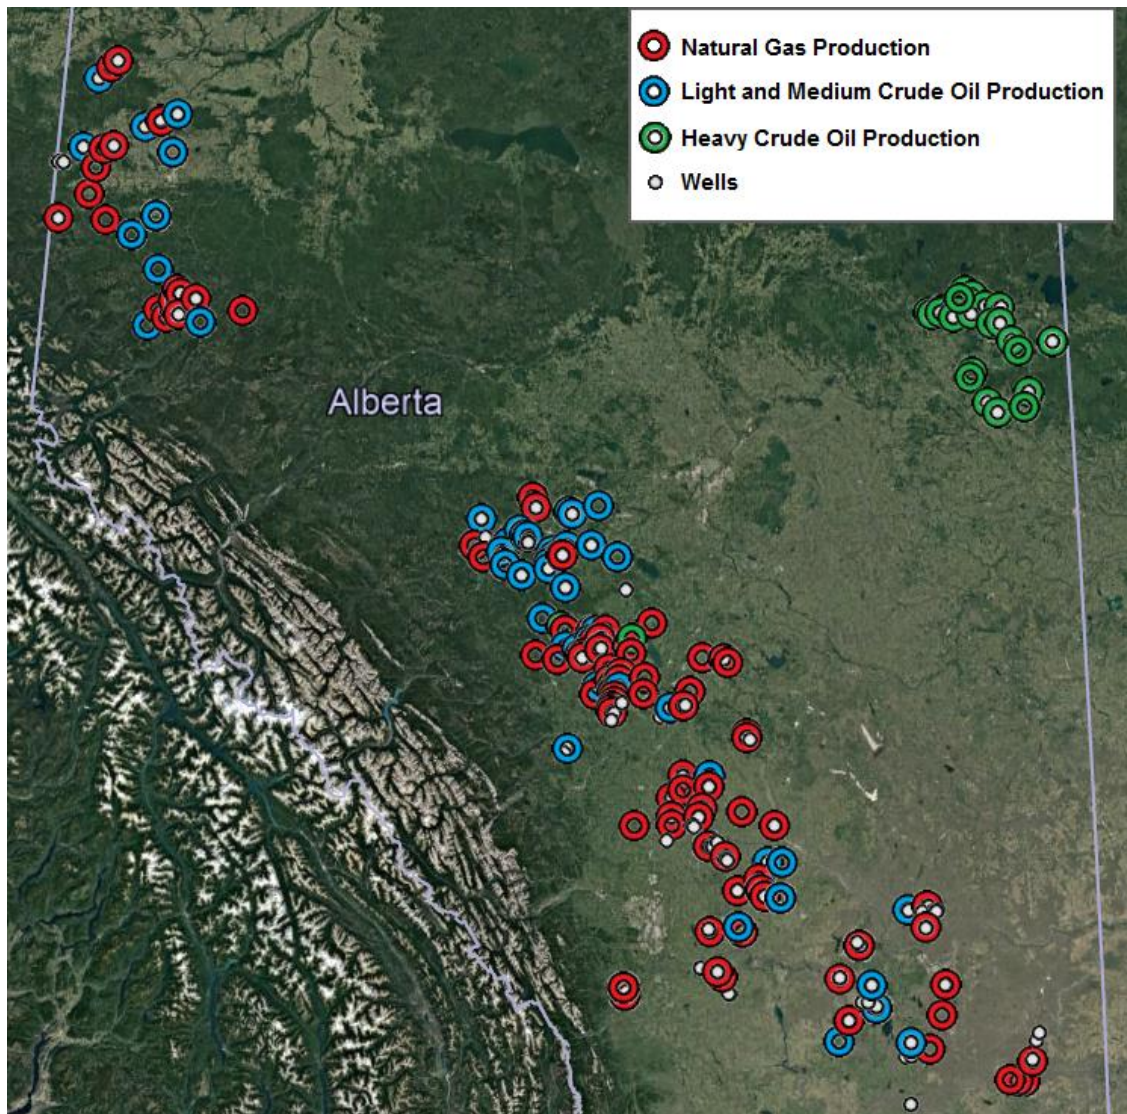 Natural Gas Production
Light and Medium Crude Oil Production
Heavy Crude Oil Production
Wells
Alberta